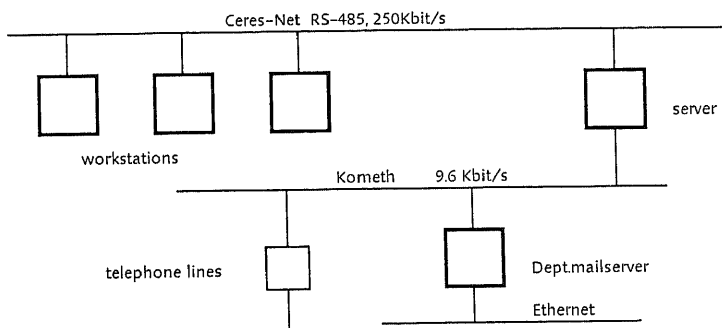 Ceres-Net RS-485, 250Kbit/s
server
workstations
Kometh 9.6 Kbit/s
telephone lines
Dept.mailserver
Ethernet